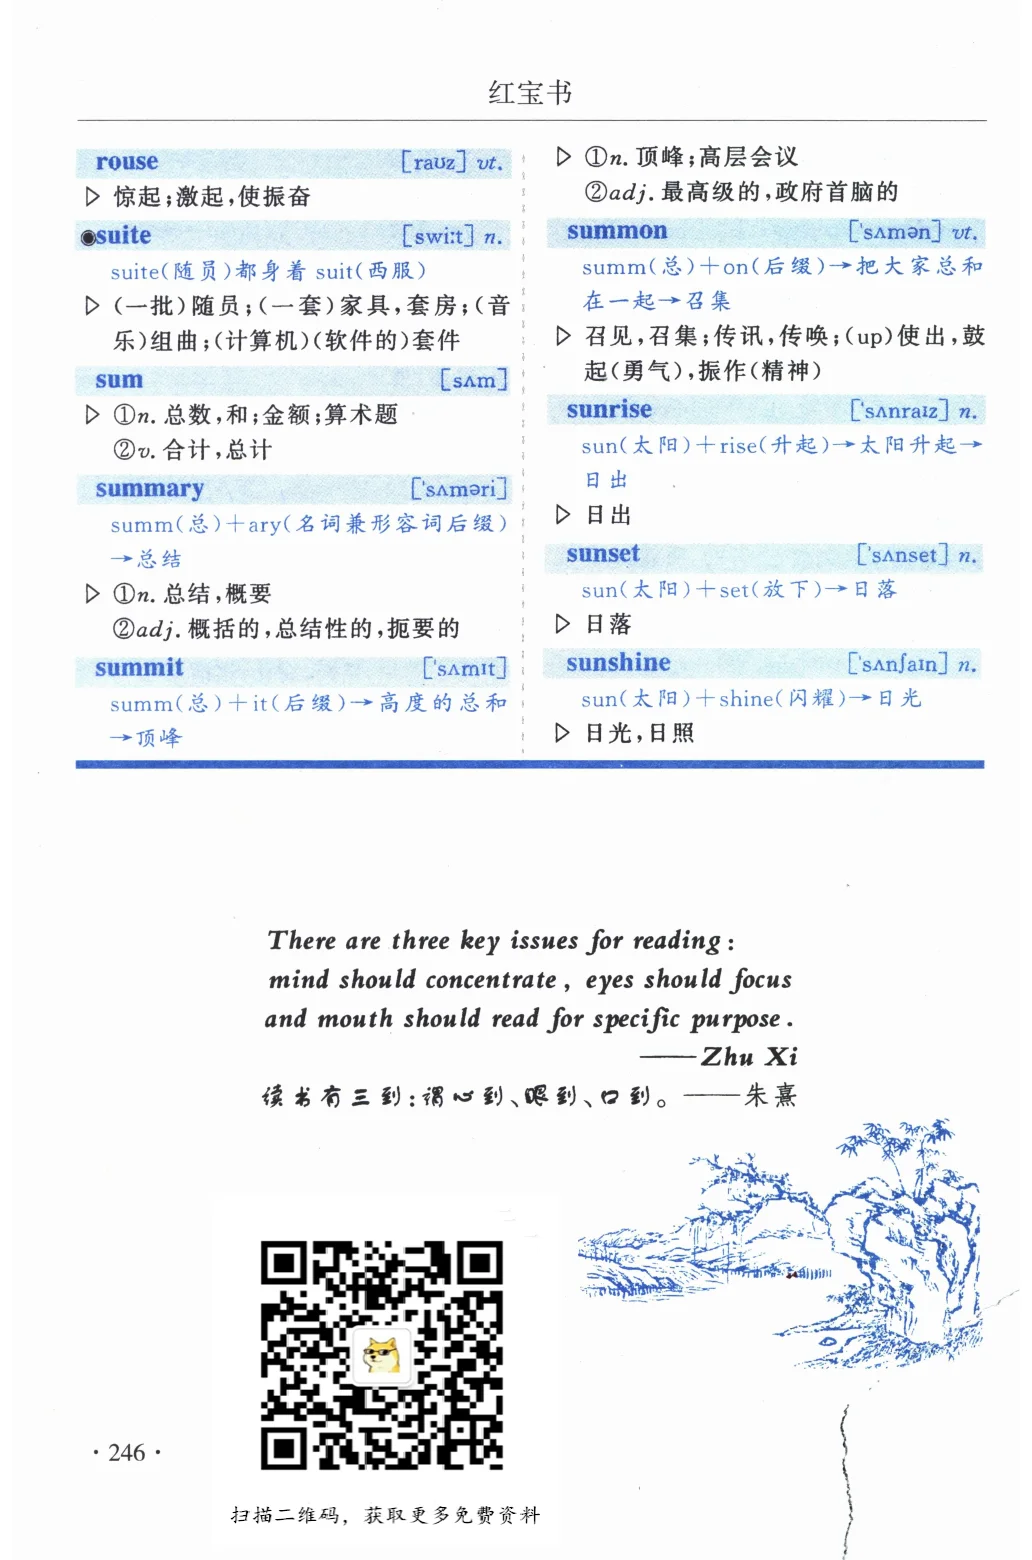 红宝书
rouse [raʊz] vt.
▷ 惊起;激起,使振奋
◉suite [swiːt] n.
suite(随员)都身着 suit(西服)
▷ (一批)随员;(一套)家具,套房;(音
乐)组曲;(计算机)(软件的)套件
sum [sʌm]
▷ ①n. 总数,和;金额;算术题
②v. 合计,总计
summary [ˈsʌməri]
summ(总)+ary(名词兼形容词后缀)
→总结
▷ ①n. 总结,概要
②adj. 概括的,总结性的,扼要的
summit [ˈsʌmɪt]
summ(总)+it(后缀)→高度的总和
→顶峰
▷ ①n. 顶峰;高层会议
②adj. 最高级的,政府首脑的
summon [ˈsʌmən] vt.
summ(总)+on(后缀)→把大家总和
在一起→召集
▷ 召见,召集;传讯,传唤;(up)使出,鼓
起(勇气),振作(精神)
sunrise [ˈsʌnraɪz] n.
sun(太阳)+rise(升起)→太阳升起→
日出
▷ 日出
sunset [ˈsʌnset] n.
sun(太阳)+set(放下)→日落
▷ 日落
sunshine [ˈsʌnʃaɪn] n.
sun(太阳)+shine(闪耀)→日光
▷ 日光,日照
There are three key issues for reading:
mind should concentrate, eyes should focus
and mouth should read for specific purpose.
——Zhu Xi
读书有三到:谓心到、眼到、口到。——朱熹
· 246 ·
扫描二维码，获取更多免费资料